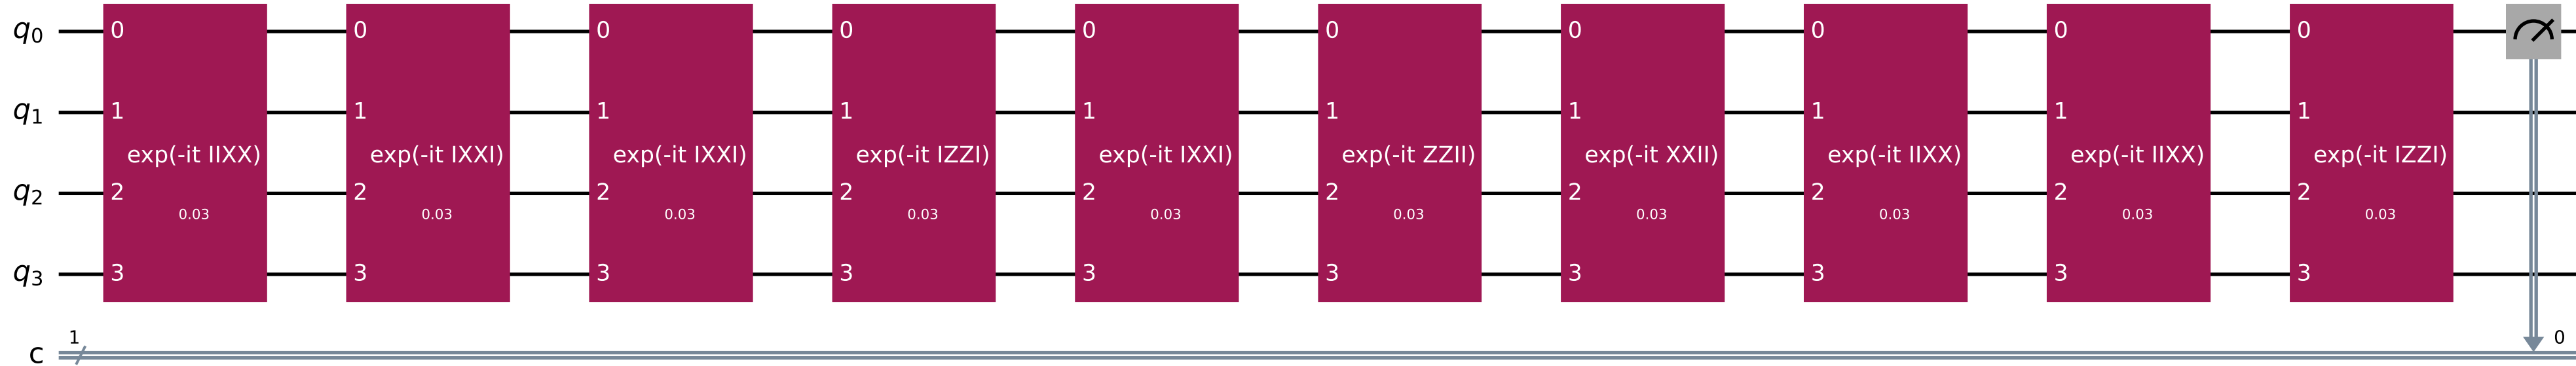 q0 0 0 0 0 0 0 0 0 0 0
q1 1 1 1 1 1 1 1 1 1 1
exp(-it IIXX) exp(-it IXXI) exp(-it IXXI) exp(-it IZZI) exp(-it IXXI) exp(-it ZZII) exp(-it XXII) exp(-it IIXX) exp(-it IIXX) exp(-it IZZI)
q2 2 2 2 2 2 2 2 2 2 2
0.03 0.03 0.03 0.03 0.03 0.03 0.03 0.03 0.03 0.03
q3 3 3 3 3 3 3 3 3 3 3
1 0
c